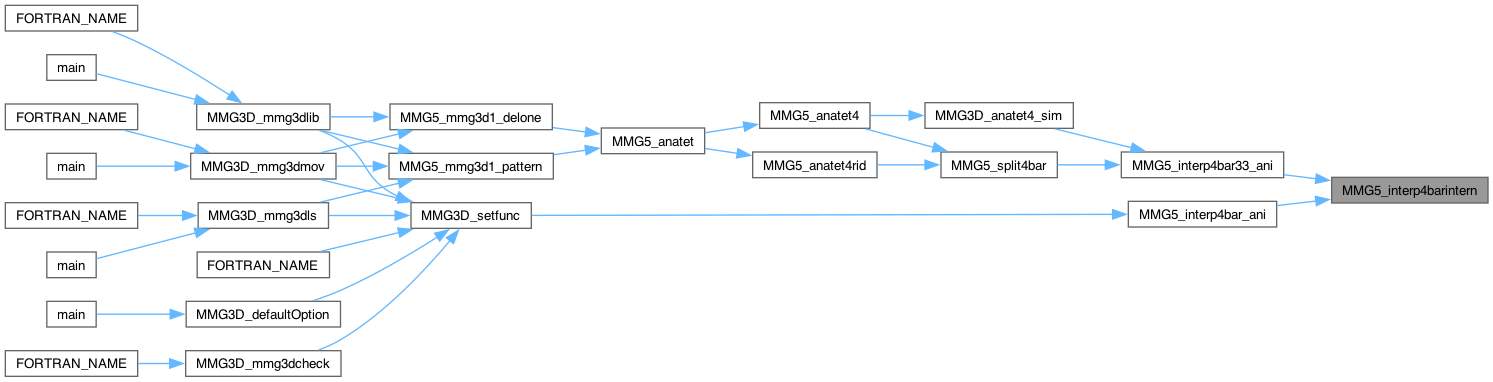 FORTRAN_NAME
main
FORTRAN_NAME
MMG3D_mmg3dlib
MMG5_mmg3d1_delone
MMG5_anatet4
MMG3D_anatet4_sim
MMG5_anatet
main
MMG3D_mmg3dmov
MMG5_mmg3d1_pattern
MMG5_anatet4rid
MMG5_split4bar
MMG5_interp4bar33_ani
MMG5_interp4barintern
FORTRAN_NAME
MMG3D_mmg3dls
MMG3D_setfunc
MMG5_interp4bar_ani
main
FORTRAN_NAME
main
MMG3D_defaultOption
FORTRAN_NAME
MMG3D_mmg3dcheck